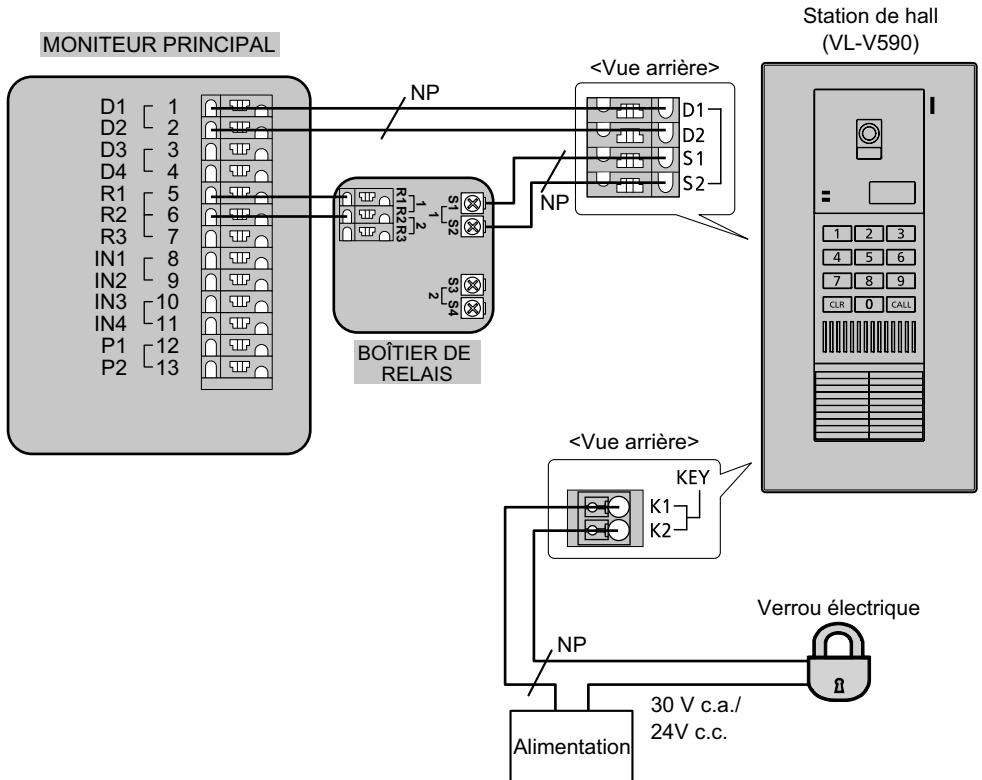 Station de hall
(VL-V590)
MONITEUR PRINCIPAL
<Vue arrière>
NP
D1 1
D2 2
D3 3
D4 4
R1 5
R2 6
R3 7
IN1 8
IN2 9
IN3 10
IN4 11
P1 12
P2 13
D1
D2
S1
S2
NP
R1
R2
R3
1
2
S1
S2
1
S3
S4
2
BOÎTIER DE
RELAIS
1 2 3
4 5 6
7 8 9
CLR 0 CALL
<Vue arrière>
KEY
K1
K2
Verrou électrique
NP
30 V c.a./
24V c.c.
Alimentation